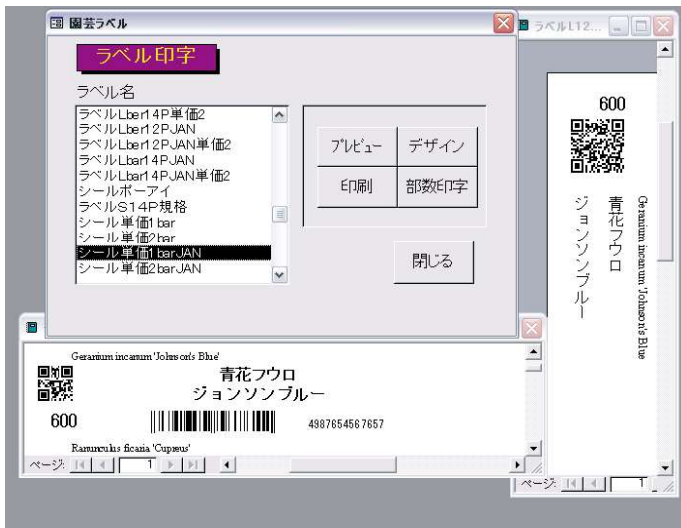 園芸ラベル
ラベル印字
ラベル名
ラベルLber14P単価2
ラベルLber12PJAN
ラベルLber12PJAN単価2
ラベルLbar14PJAN
ラベルLbar14PJAN単価2
シールポーアイ
ラベルS14P規格
シール単価1bar
シール単価2bar
シール単価1barJAN
シール単価2barJAN
プレビュー
デザイン
印刷
部数印字
閉じる
ラベルL12...
600
Geranium incanum 'Johnson's Blue
青花フウロ
ジョンソンブルー
ページ: 1
Geranium incanum 'Johnson's Blue'
青花フウロ
ジョンソンブルー
600
4987654567657
Ranunculus ficaria 'Cupreus'
ページ: 1